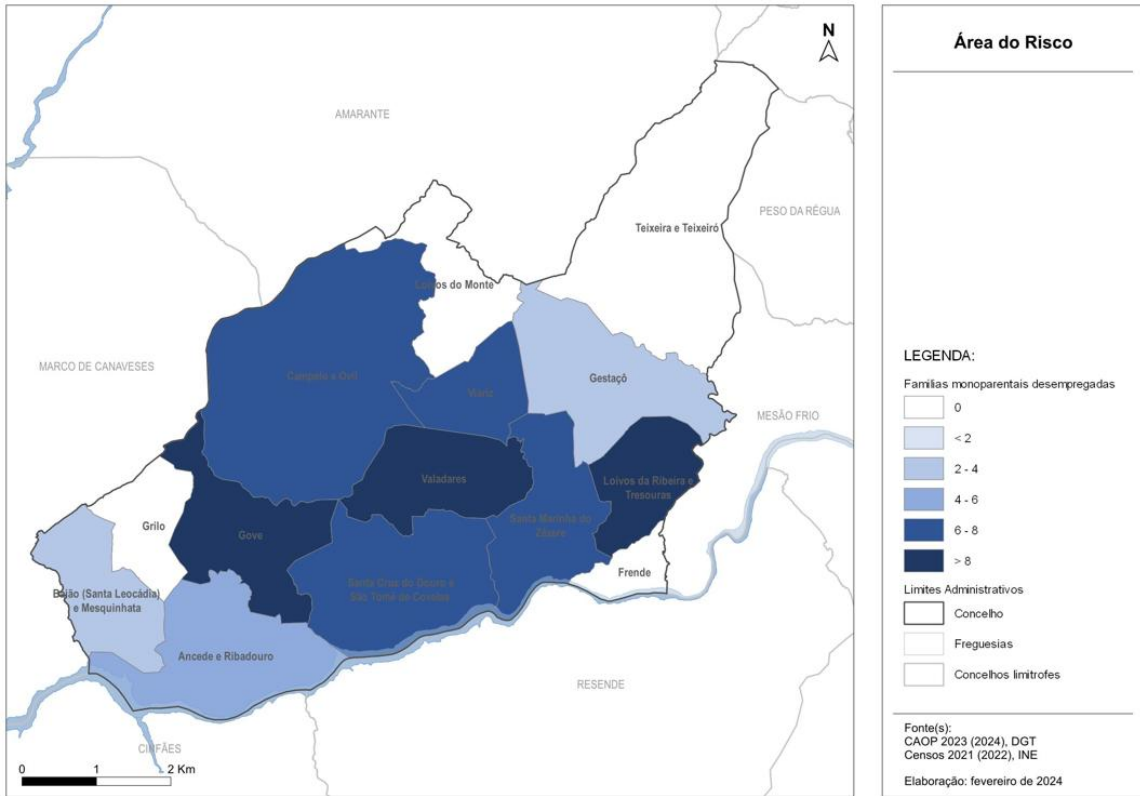 N
AMARANTE
PESO DA RÉGUA
Teixeira e Teixeiró
Loivos do Monte
MARCO DE CANAVESES
Campelo e Ovil
Viariz
Gestaçô
MESÃO FRIO
Valadares
Loivos da Ribeira e
Tresouras
Santa Marinha do
Zêzere
Grilo
Gove
Frende
Baião (Santa Leocádia)
e Mesquinhata
Santa Cruz do Douro e
São Tomé de Covelas
Ancede e Ribadouro
RESENDE
CINFÃES
0 1 2 Km
Área do Risco
LEGENDA:
Familias monoparentais desempregadas
0
< 2
2 - 4
4 - 6
6 - 8
> 8
Limites Administrativos
Concelho
Freguesias
Concelhos limitrofes
Fonte(s):
CAOP 2023 (2024), DGT
Censos 2021 (2022), INE
Elaboração: fevereiro de 2024